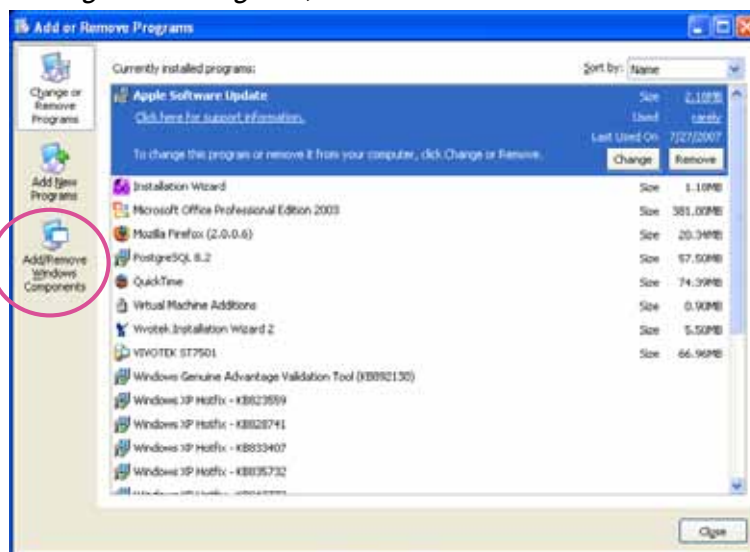 Add or Remove Programs
Change or Remove Programs
Add New Programs
Add/Remove Windows Components
Currently installed programs:
Sort by: Name
Apple Software Update
Size 2.18MB
Click here for support information.
Used rarely
Last Used On 7/27/2007
To change this program or remove it from your computer, click Change or Remove.
Change Remove
Installation Wizard Size 1.10MB
Microsoft Office Professional Edition 2003 Size 381.00MB
Mozilla Firefox (2.0.0.6) Size 20.34MB
PostgreSQL 8.2 Size 57.50MB
QuickTime Size 74.39MB
Virtual Machine Additions Size 0.90MB
Vivotek Installation Wizard 2 Size 5.50MB
VIVOTEK ST7501 Size 66.96MB
Windows Genuine Advantage Validation Tool (KB892130)
Windows XP Hotfix - KB823559
Windows XP Hotfix - KB828741
Windows XP Hotfix - KB833407
Windows XP Hotfix - KB835732
Close